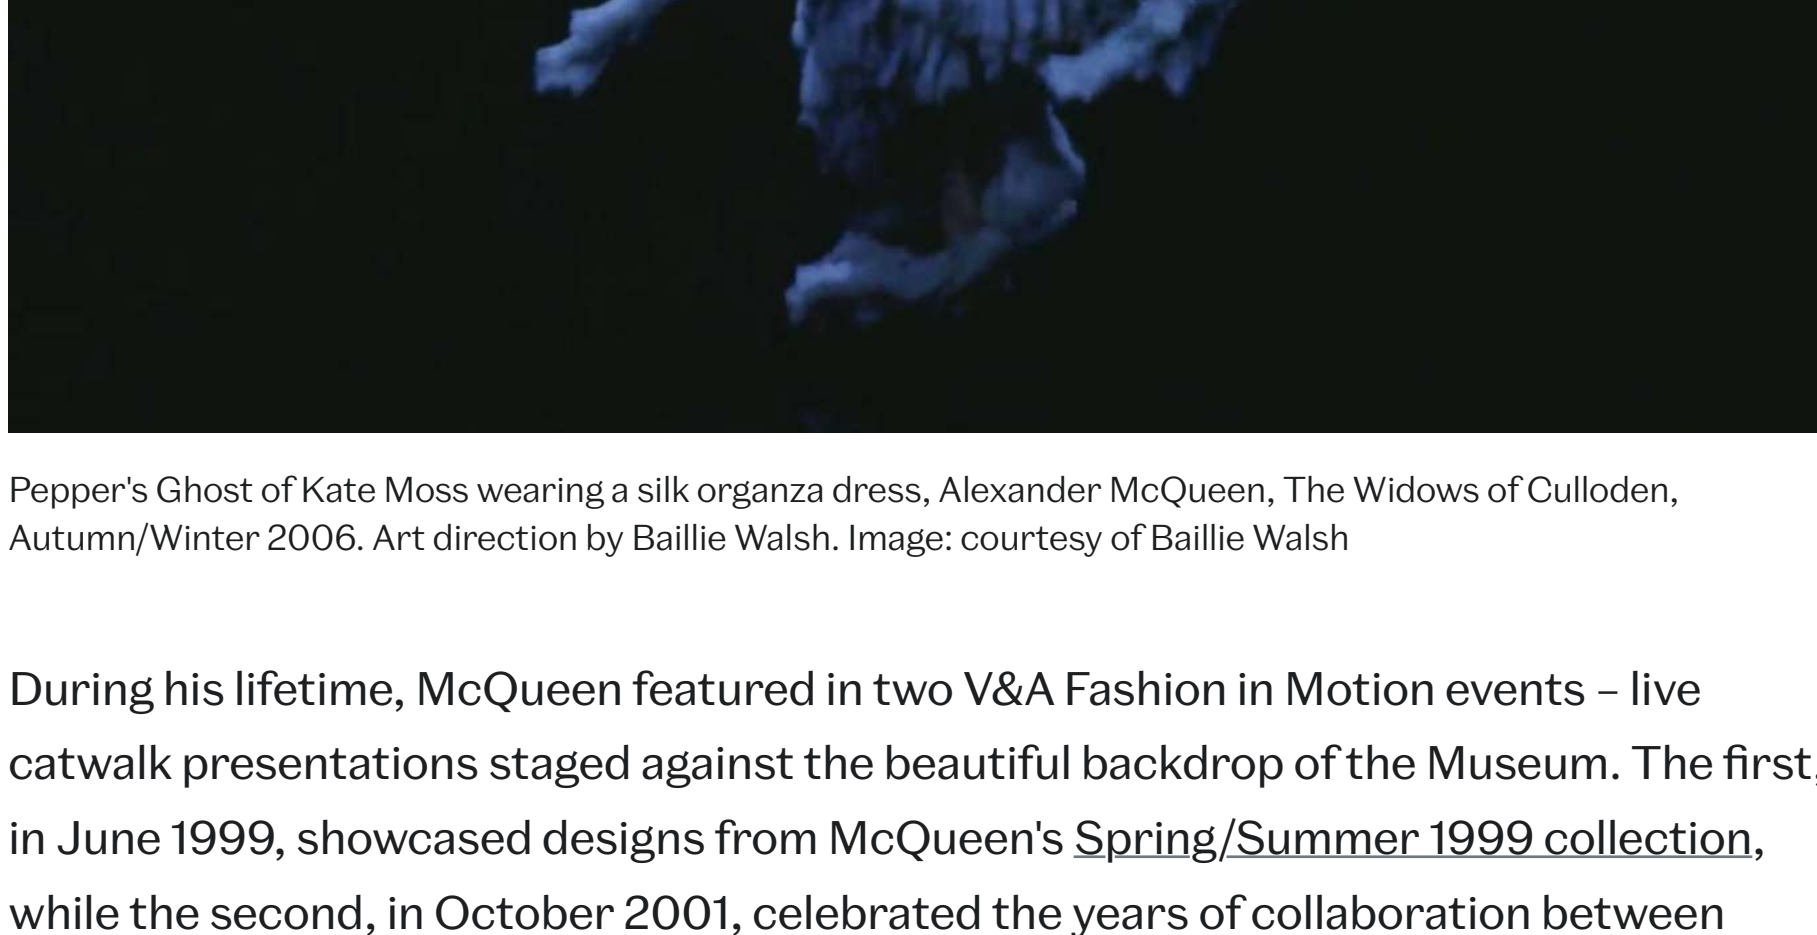 Pepper's Ghost of Kate Moss wearing a silk organza dress, Alexander McQueen, The Widows of Culloden,
Autumn/Winter 2006. Art direction by Baillie Walsh. Image: courtesy of Baillie Walsh
During his lifetime, McQueen featured in two V&A Fashion in Motion events – live
catwalk presentations staged against the beautiful backdrop of the Museum. The first,
in June 1999, showcased designs from McQueen's Spring/Summer 1999 collection,
while the second, in October 2001, celebrated the years of collaboration between